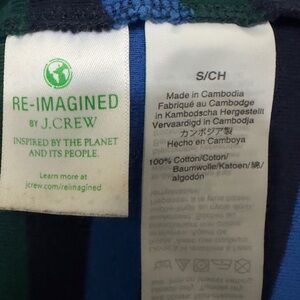 RE-IMAGINED
BY J.CREW
INSPIRED BY THE PLANET
AND ITS PEOPLE.
Learn more at
jcrew.com/reimagined
S/CH
Made in Cambodia
Fabriqué au Cambodge
in Kambodscha Hergestellt
Vervaardigd in Cambodja
カンボジア製
Hecho en Camboya
100% Cotton/Coton/
Baumwolle/Katoen/綿/
algodón